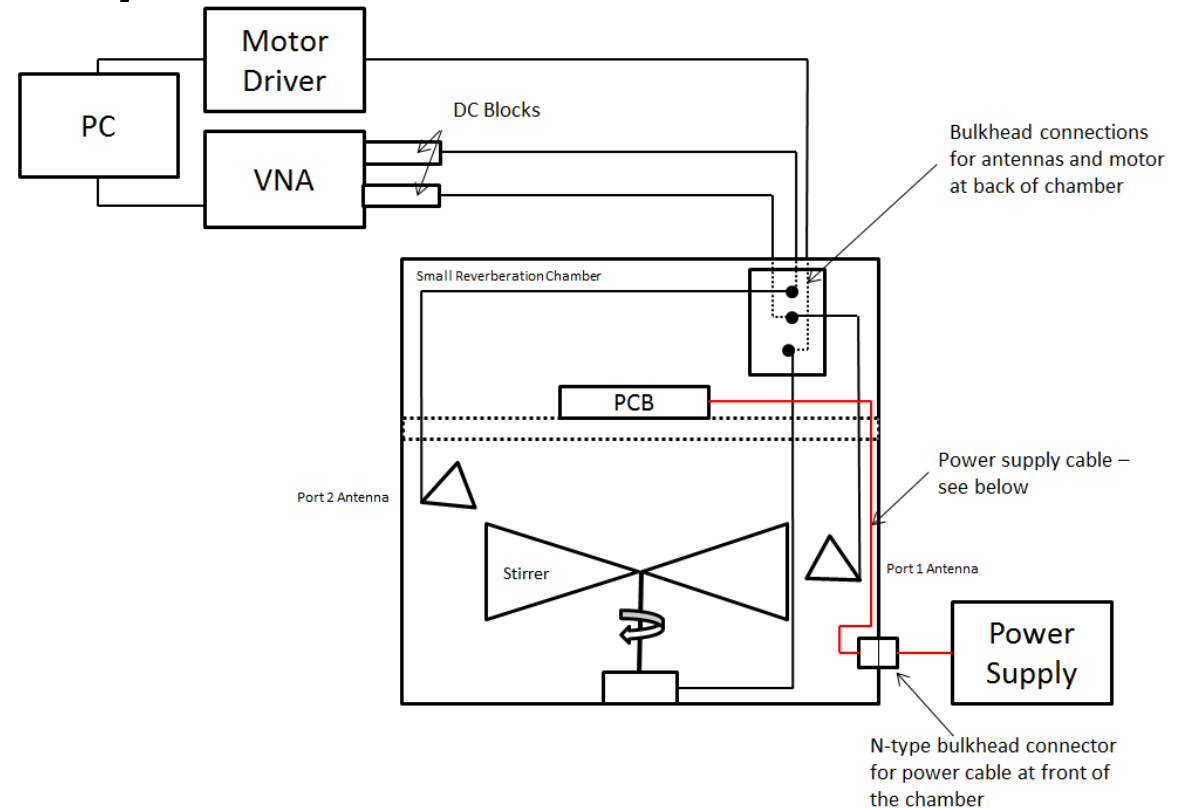 Motor
Driver
PC
DC Blocks
VNA
Bulkhead connections
for antennas and motor
at back of chamber
Small Reverberation Chamber
PCB
Power supply cable –
see below
Port 2 Antenna
Stirrer
Port 1 Antenna
Power
Supply
N-type bulkhead connector
for power cable at front of
the chamber